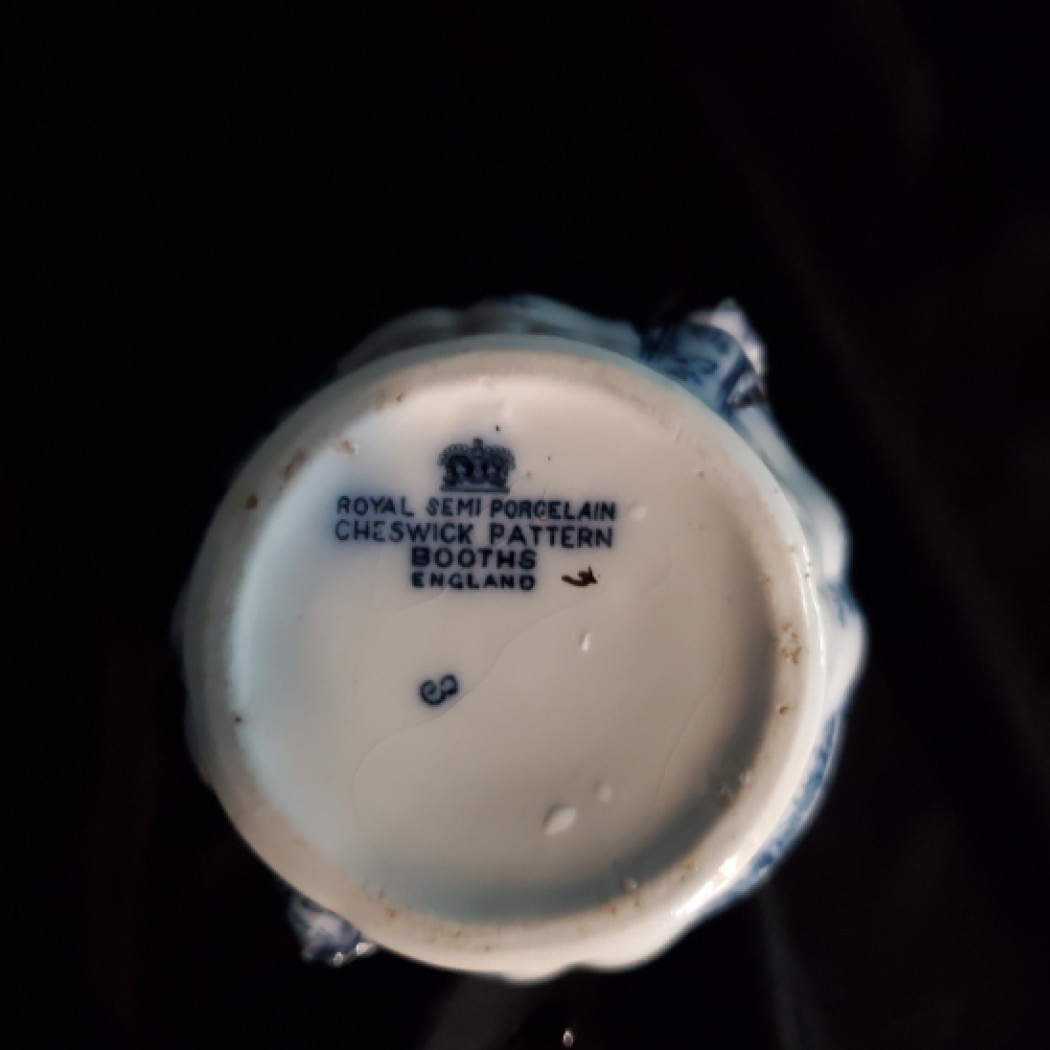 ROYAL SEMI PORCELAIN
CHESWICK PATTERN
BOOTHS
ENGLAND